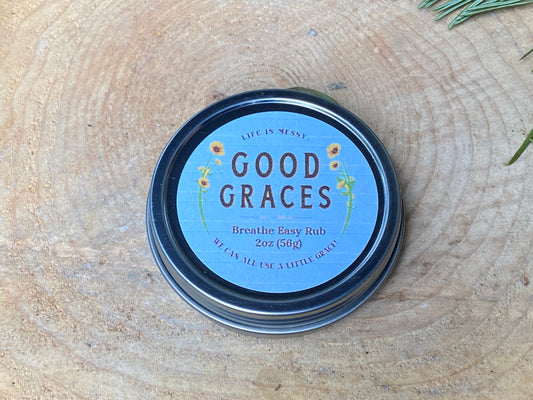 LIFE IS MESSY
GOOD
GRACES
Breathe Easy Rub
2oz (56g)
WE CAN ALL USE A LITTLE GRACE!